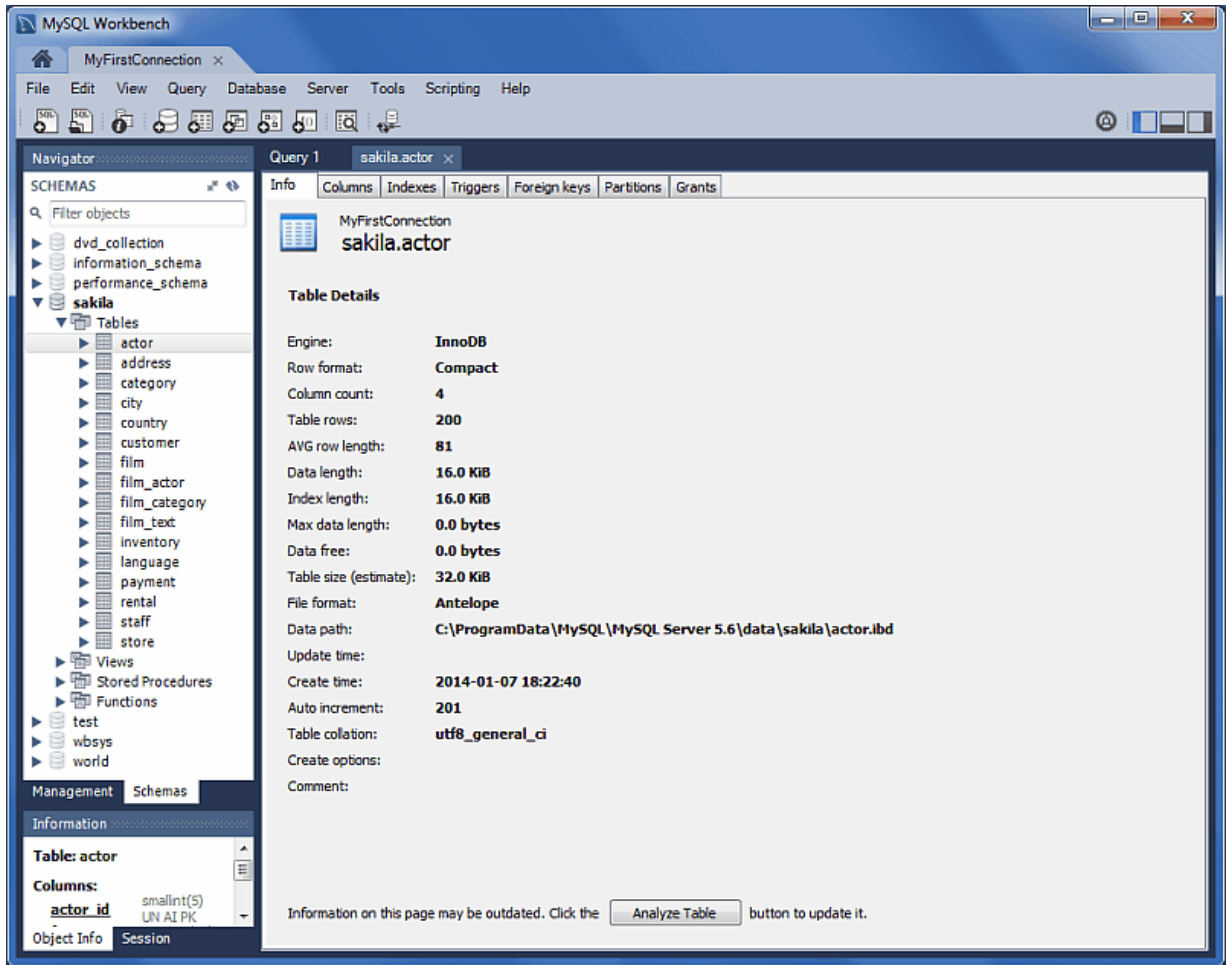 MySQL Workbench
MyFirstConnection
File Edit View Query Database Server Tools Scripting Help
Navigator
SCHEMAS
Filter objects
dvd_collection
information_schema
performance_schema
sakila
Tables
actor
address
category
city
country
customer
film
film_actor
film_category
film_text
inventory
language
payment
rental
staff
store
Views
Stored Procedures
Functions
test
wbsys
world
Management Schemas
Information
Table: actor
Columns:
actor_id smallint(5)
UN AI PK
Object Info Session
Query 1 sakila.actor
Info Columns Indexes Triggers Foreign keys Partitions Grants
MyFirstConnection
sakila.actor
Table Details
Engine: InnoDB
Row format: Compact
Column count: 4
Table rows: 200
AVG row length: 81
Data length: 16.0 KiB
Index length: 16.0 KiB
Max data length: 0.0 bytes
Data free: 0.0 bytes
Table size (estimate): 32.0 KiB
File format: Antelope
Data path: C:\ProgramData\MySQL\MySQL Server 5.6\data\sakila\actor.ibd
Update time:
Create time: 2014-01-07 18:22:40
Auto increment: 201
Table collation: utf8_general_ci
Create options:
Comment:
Information on this page may be outdated. Click the Analyze Table button to update it.